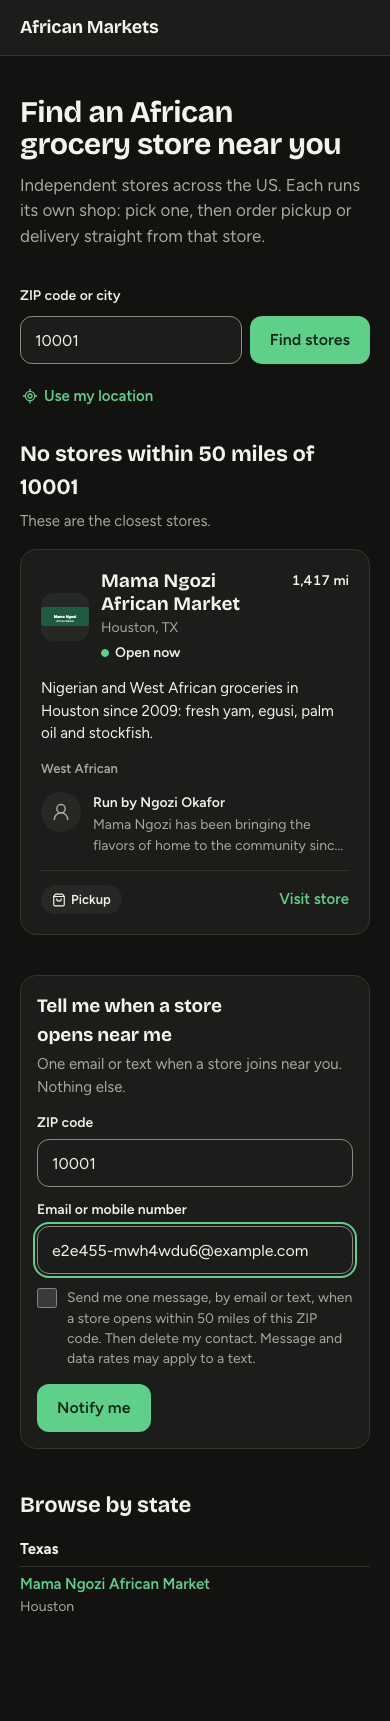 African Markets
Find an African
grocery store near you
Independent stores across the US. Each runs
its own shop: pick one, then order pickup or
delivery straight from that store.
ZIP code or city
10001
Find stores
Use my location
No stores within 50 miles of
10001
These are the closest stores.
Mama Ngozi
Mama Ngozi
African Market
1,417 mi
Houston, TX
Open now
Nigerian and West African groceries in
Houston since 2009: fresh yam, egusi, palm
oil and stockfish.
West African
Run by Ngozi Okafor
Mama Ngozi has been bringing the
flavors of home to the community sinc...
Pickup
Visit store
Tell me when a store
opens near me
One email or text when a store joins near you.
Nothing else.
ZIP code
10001
Email or mobile number
e2e455-mwh4wdu6@example.com
Send me one message, by email or text, when
a store opens within 50 miles of this ZIP
code. Then delete my contact. Message and
data rates may apply to a text.
Notify me
Browse by state
Texas
Mama Ngozi African Market
Houston